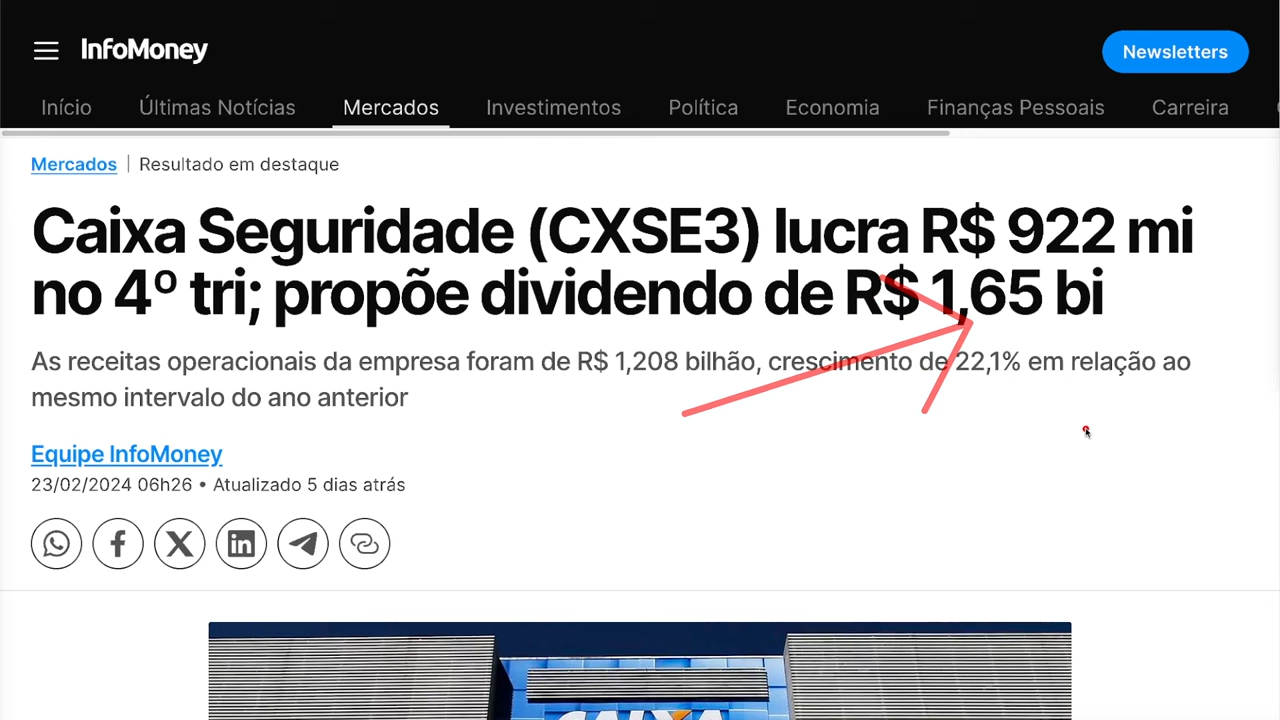 InfoMoney
Newsletters
Início Últimas Notícias Mercados Investimentos Política Economia Finanças Pessoais Carreira
Mercados | Resultado em destaque
Caixa Seguridade (CXSE3) lucra R$ 922 mi
no 4º tri; propõe dividendo de R$ 1,65 bi
As receitas operacionais da empresa foram de R$ 1,208 bilhão, crescimento de 22,1% em relação ao
mesmo intervalo do ano anterior
Equipe InfoMoney
23/02/2024 06h26 • Atualizado 5 dias atrás
CAIXA